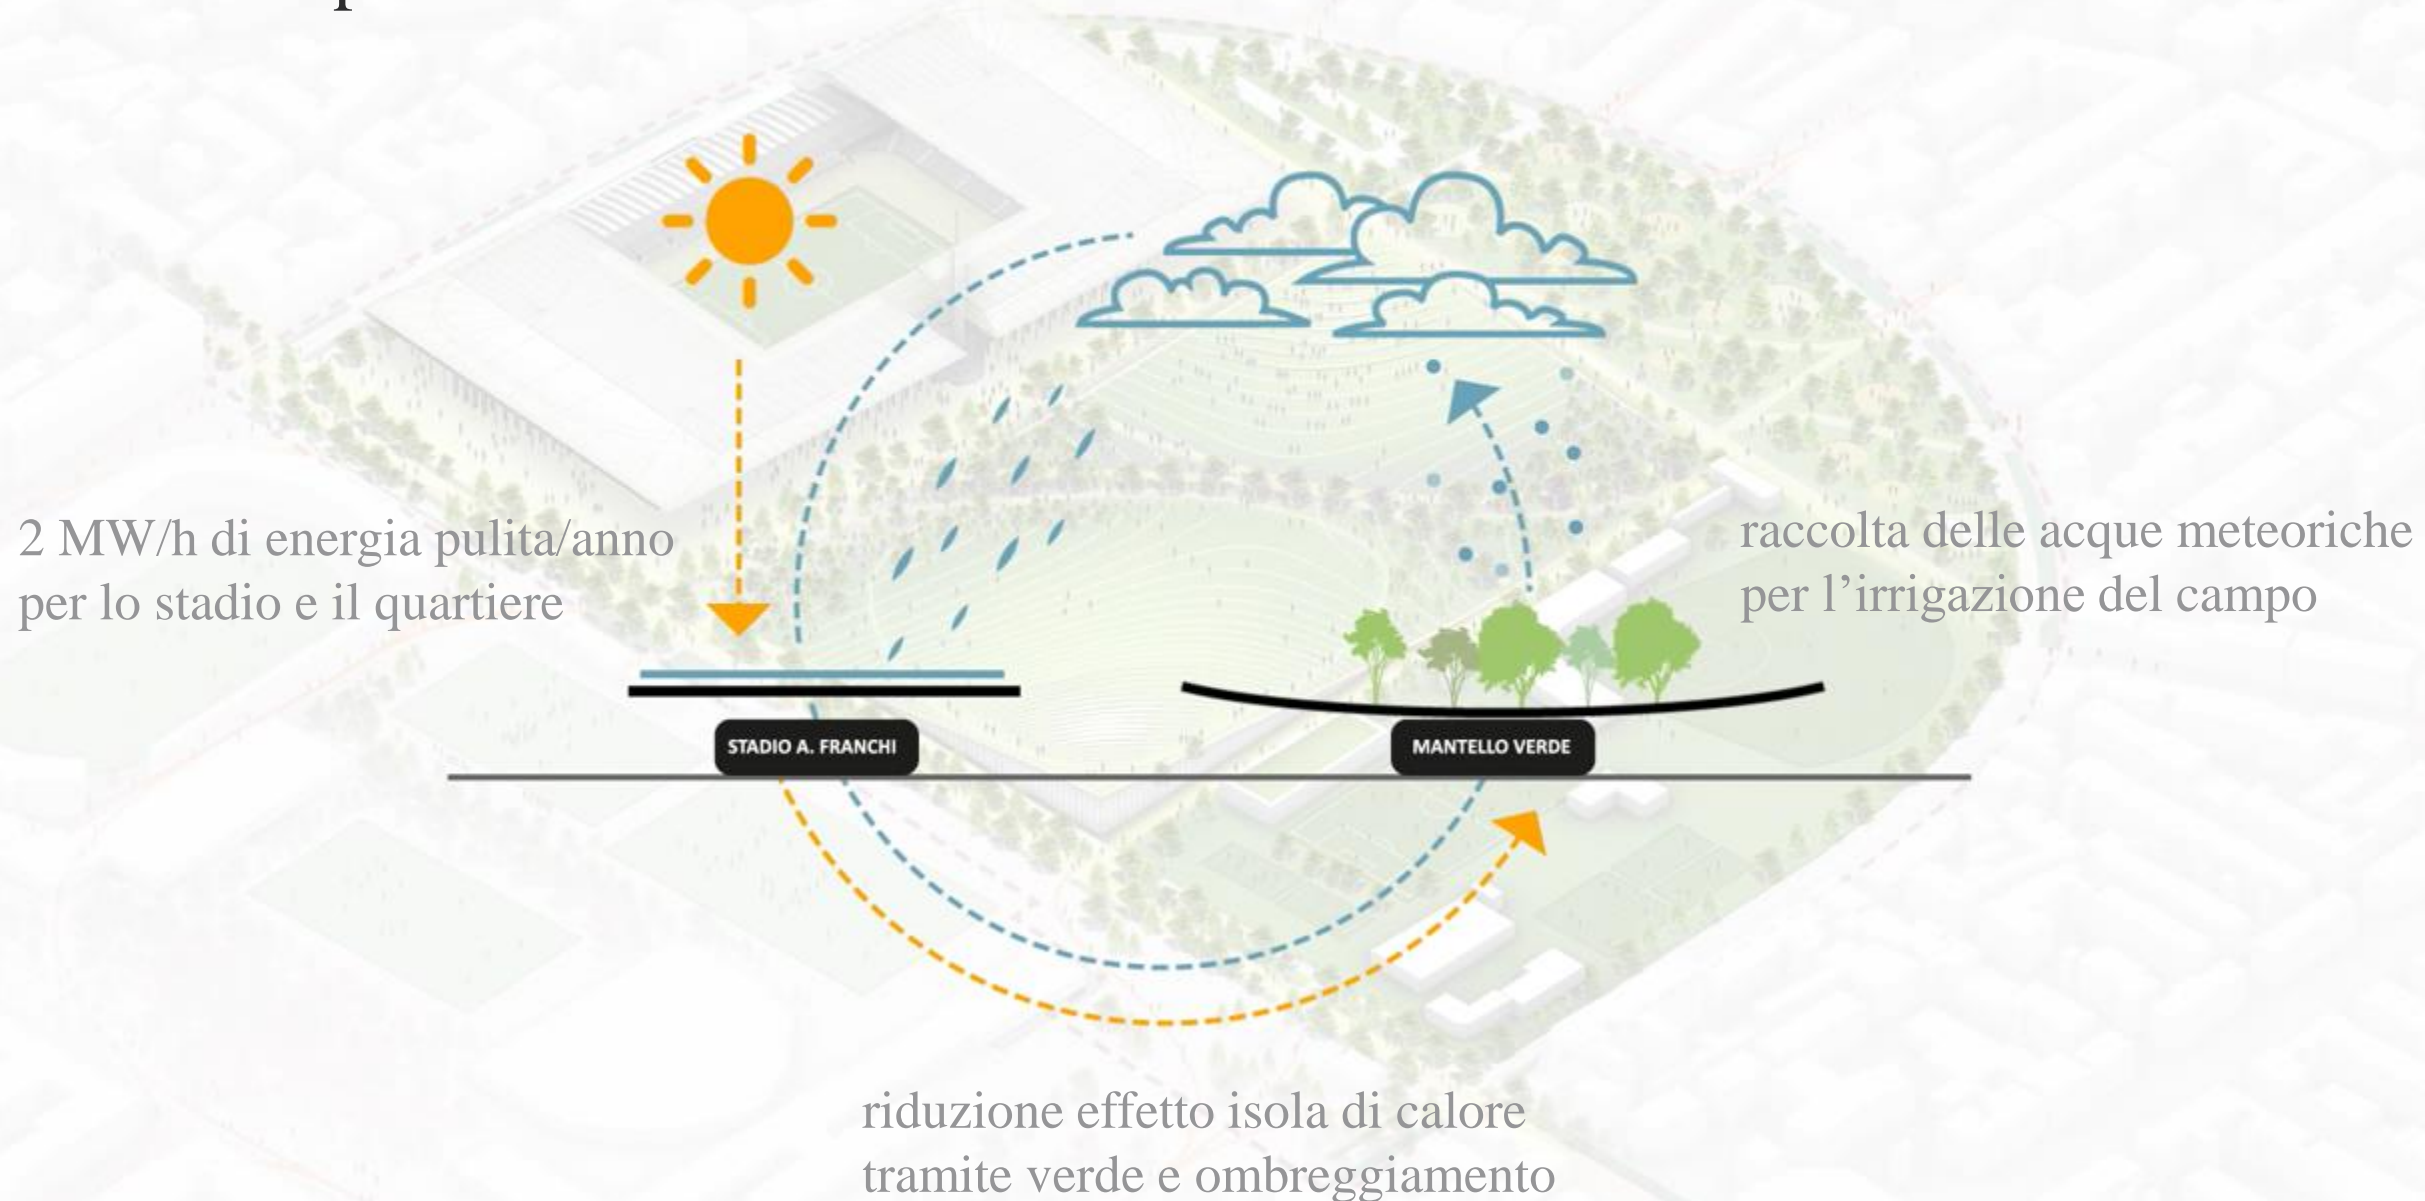 2 MW/h di energia pulita/anno
per lo stadio e il quartiere
raccolta delle acque meteoriche
per l’irrigazione del campo
STADIO A. FRANCHI
MANTELLO VERDE
riduzione effetto isola di calore
tramite verde e ombreggiamento